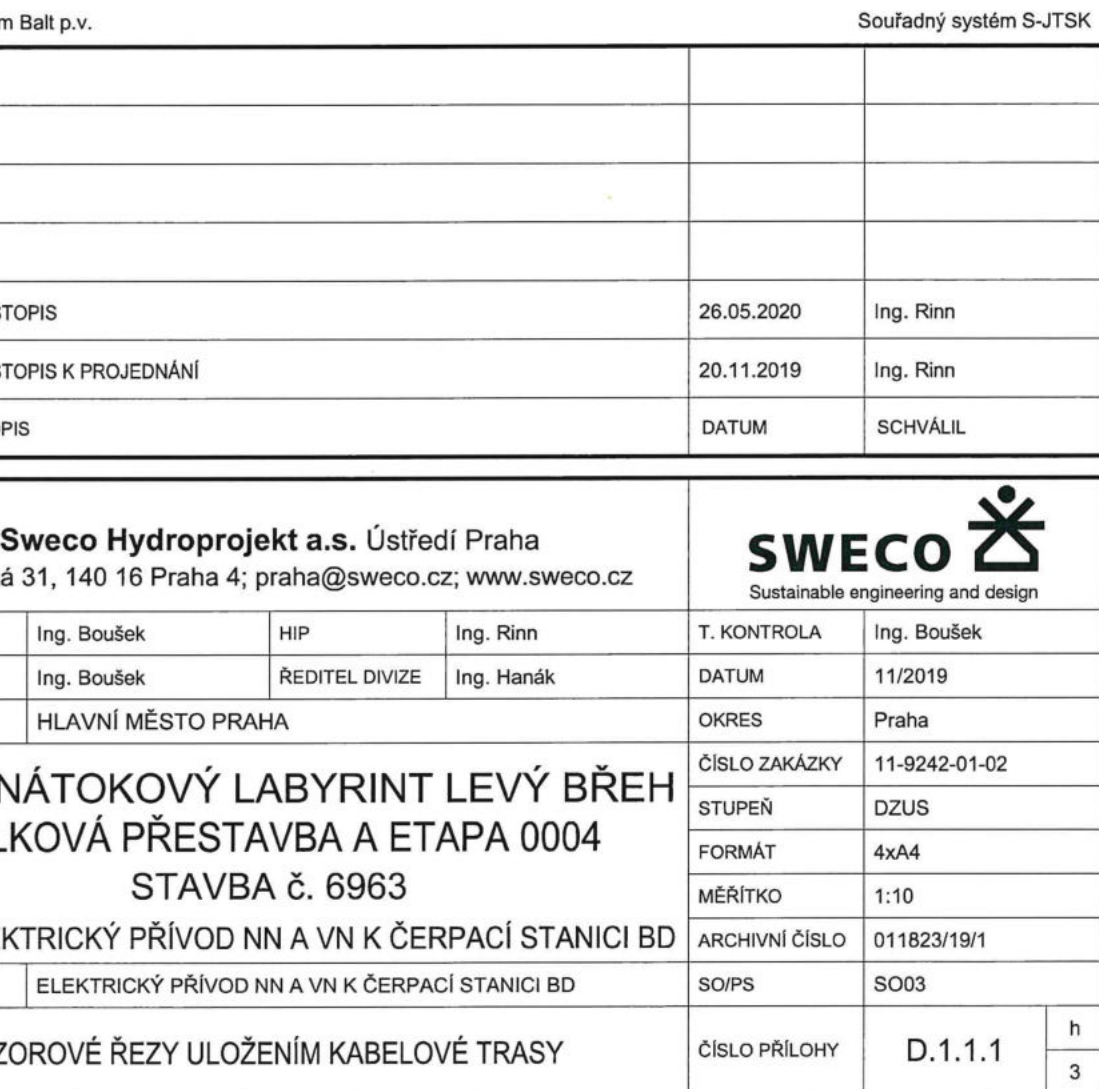 m Balt p.v. Souřadný systém S-JTSK
STOPIS 26.05.2020 Ing. Rinn
STOPIS K PROJEDNÁNÍ 20.11.2019 Ing. Rinn
OPIS DATUM SCHVÁLIL
Sweco Hydroprojekt a.s. Ústředí Praha
á 31, 140 16 Praha 4; praha@sweco.cz; www.sweco.cz
SWECO
Sustainable engineering and design
Ing. Boušek HIP Ing. Rinn T. KONTROLA Ing. Boušek
Ing. Boušek ŘEDITEL DIVIZE Ing. Hanák DATUM 11/2019
HLAVNÍ MĚSTO PRAHA OKRES Praha
NÁTOKOVÝ LABYRINT LEVÝ BŘEH
LKOVÁ PŘESTAVBA A ETAPA 0004
STAVBA č. 6963
KTRICKÝ PŘÍVOD NN A VN K ČERPACÍ STANICI BD
ČÍSLO ZAKÁZKY 11-9242-01-02
STUPEŇ DZUS
FORMÁT 4xA4
MĚŘÍTKO 1:10
ARCHIVNÍ ČÍSLO 011823/19/1
ELEKTRICKÝ PŘÍVOD NN A VN K ČERPACÍ STANICI BD SO/PS SO03
ZOROVÉ ŘEZY ULOŽENÍM KABELOVÉ TRASY ČÍSLO PŘÍLOHY D.1.1.1 h
3